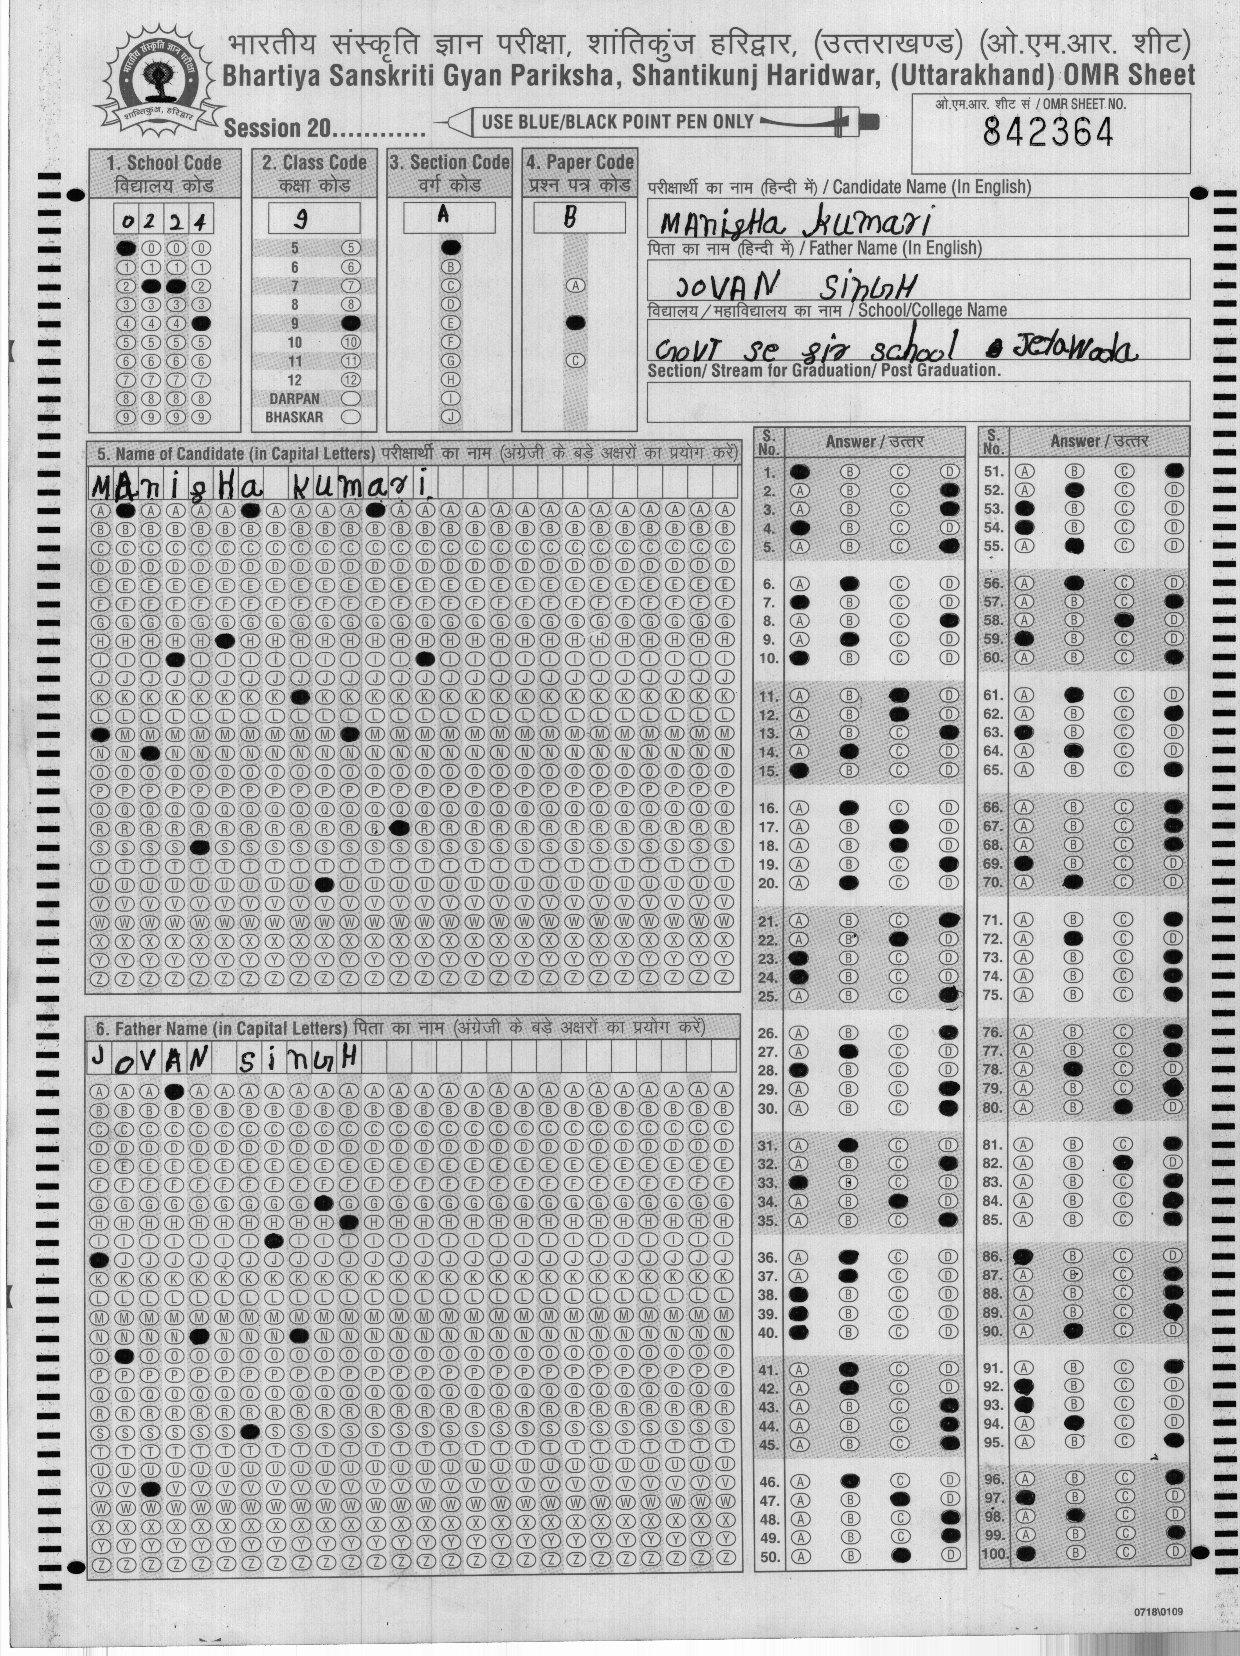 भारतीय संस्कृति ज्ञान परीक्षा, शांतिकुंज हरिद्वार, (उत्तराखण्ड) (ओ.एम.आर. शीट)
Bhartiya Sanskriti Gyan Pariksha, Shantikunj Haridwar, (Uttarakhand) OMR Sheet
Session 20............
USE BLUE/BLACK POINT PEN ONLY
ओ.एम.आर. शीट सं / OMR SHEET NO.
842364
1. School Code
विद्यालय कोड
0 2 2 4
2. Class Code
कक्षा कोड
9
5
6
7
8
9
10
11
12
DARPAN
BHASKAR
3. Section Code
वर्ग कोड
A
4. Paper Code
प्रश्न पत्र कोड
B
परीक्षार्थी का नाम (हिन्दी में) / Candidate Name (In English)
MAnisHa kumari
पिता का नाम (हिन्दी में) / Father Name (In English)
JOVAN SinGH
विद्यालय / महाविद्यालय का नाम / School/College Name
GOVT se sir school JetaWada
Section/ Stream for Graduation/ Post Graduation.
5. Name of Candidate (in Capital Letters) परीक्षार्थी का नाम (अंग्रेजी के बड़े अक्षरों का प्रयोग करें)
MAnisHa kumari
6. Father Name (in Capital Letters) पिता का नाम (अंग्रेजी के बड़े अक्षरों का प्रयोग करें)
JOVAN SinGH
S. No. Answer / उत्तर
S. No. Answer / उत्तर
0718\0109